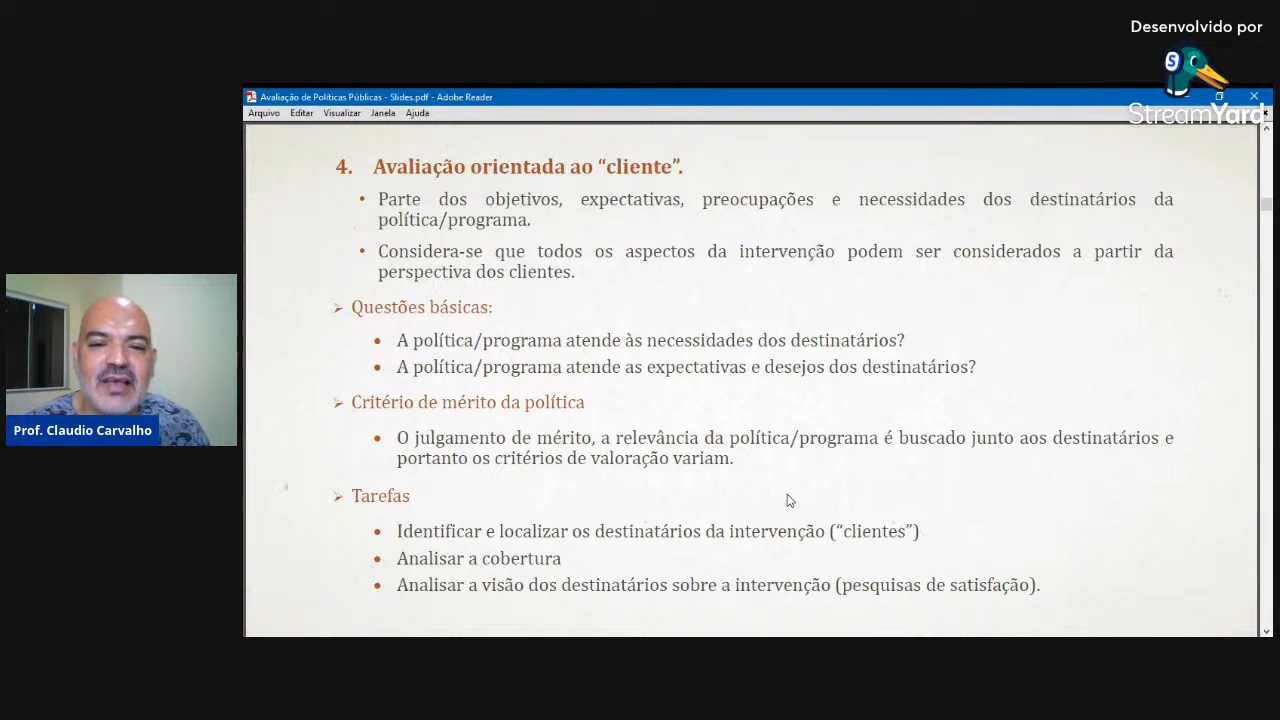 Desenvolvido por
S
StreamYard
Avaliação de Políticas Públicas - Slides.pdf - Adobe Reader
Arquivo Editar Visualizar Janela Ajuda
4. Avaliação orientada ao “cliente”.
• Parte dos objetivos, expectativas, preocupações e necessidades dos destinatários da
política/programa.
• Considera-se que todos os aspectos da intervenção podem ser considerados a partir da
perspectiva dos clientes.
➢ Questões básicas:
• A política/programa atende às necessidades dos destinatários?
• A política/programa atende as expectativas e desejos dos destinatários?
➢ Critério de mérito da política
• O julgamento de mérito, a relevância da política/programa é buscado junto aos destinatários e
portanto os critérios de valoração variam.
➢ Tarefas
• Identificar e localizar os destinatários da intervenção (“clientes”)
• Analisar a cobertura
• Analisar a visão dos destinatários sobre a intervenção (pesquisas de satisfação).
Prof. Claudio Carvalho